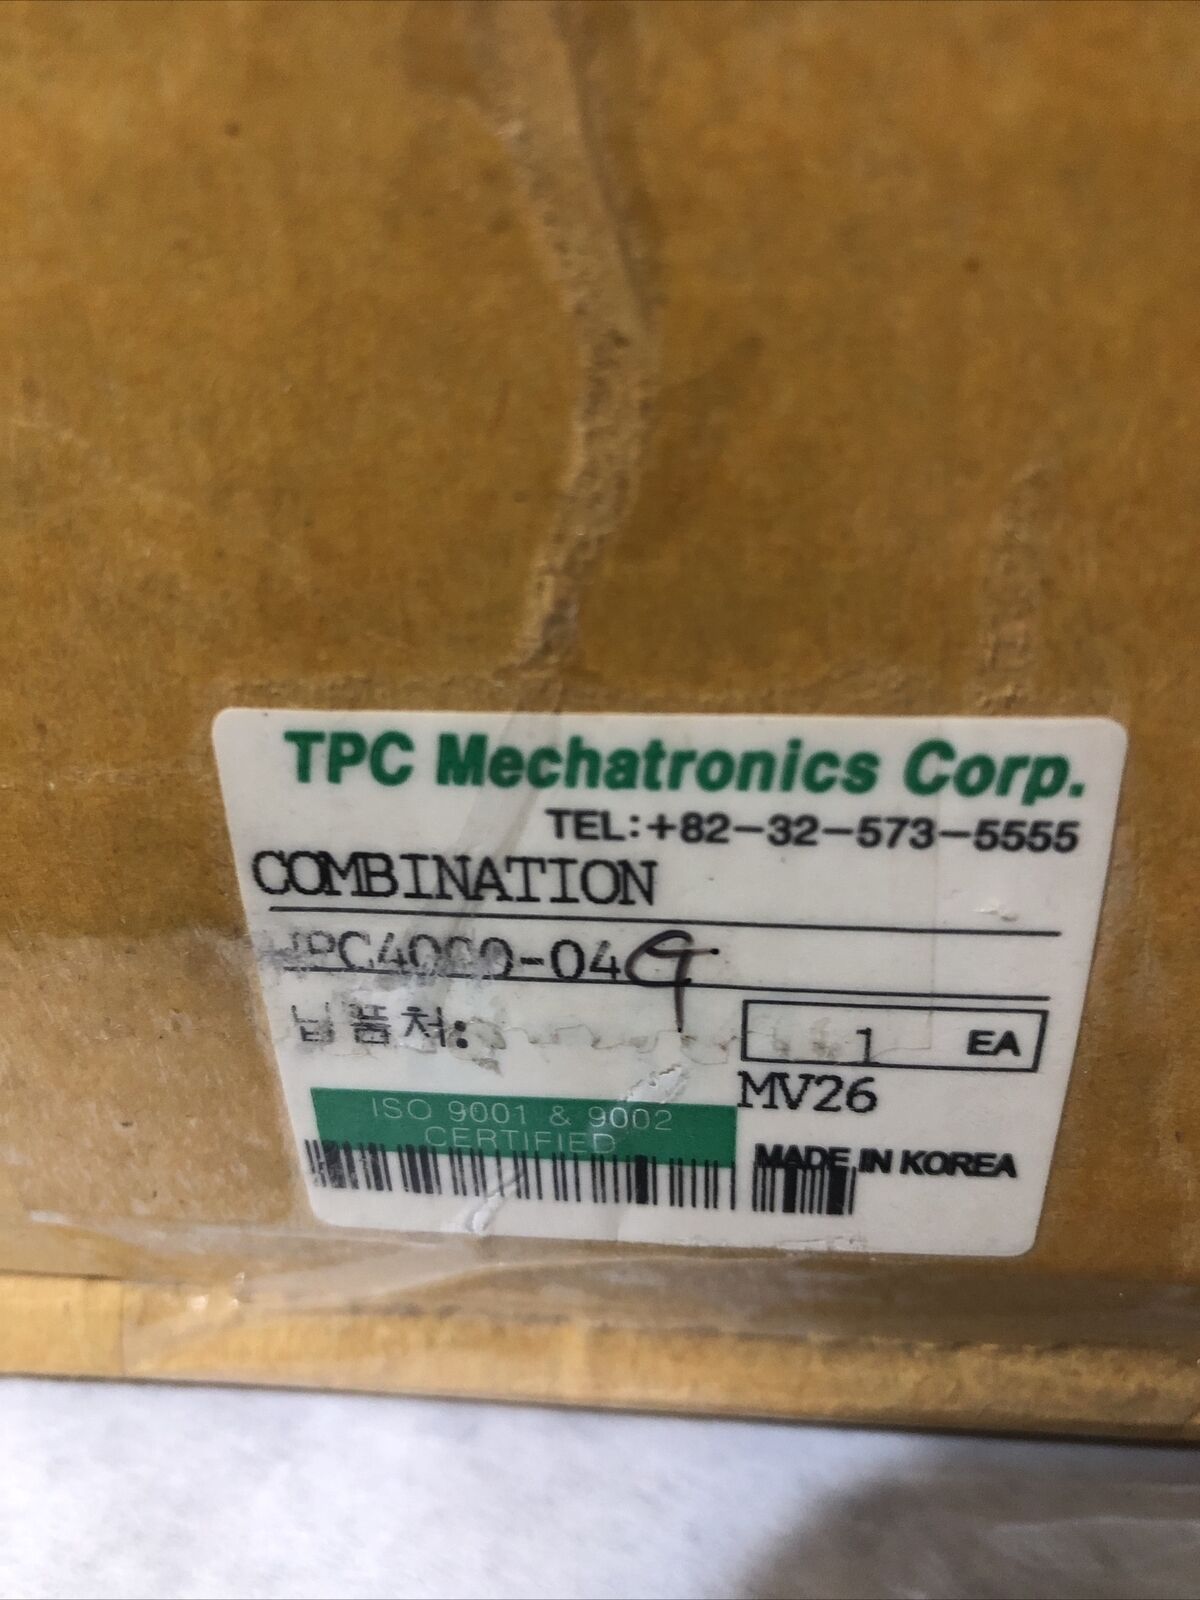 TPC Mechatronics Corp.
TEL:+82-32-573-5555
COMBINATION
납품처:
1 EA
MV26
ISO 9001 & 9002
CERTIFIED
MADE IN KOREA